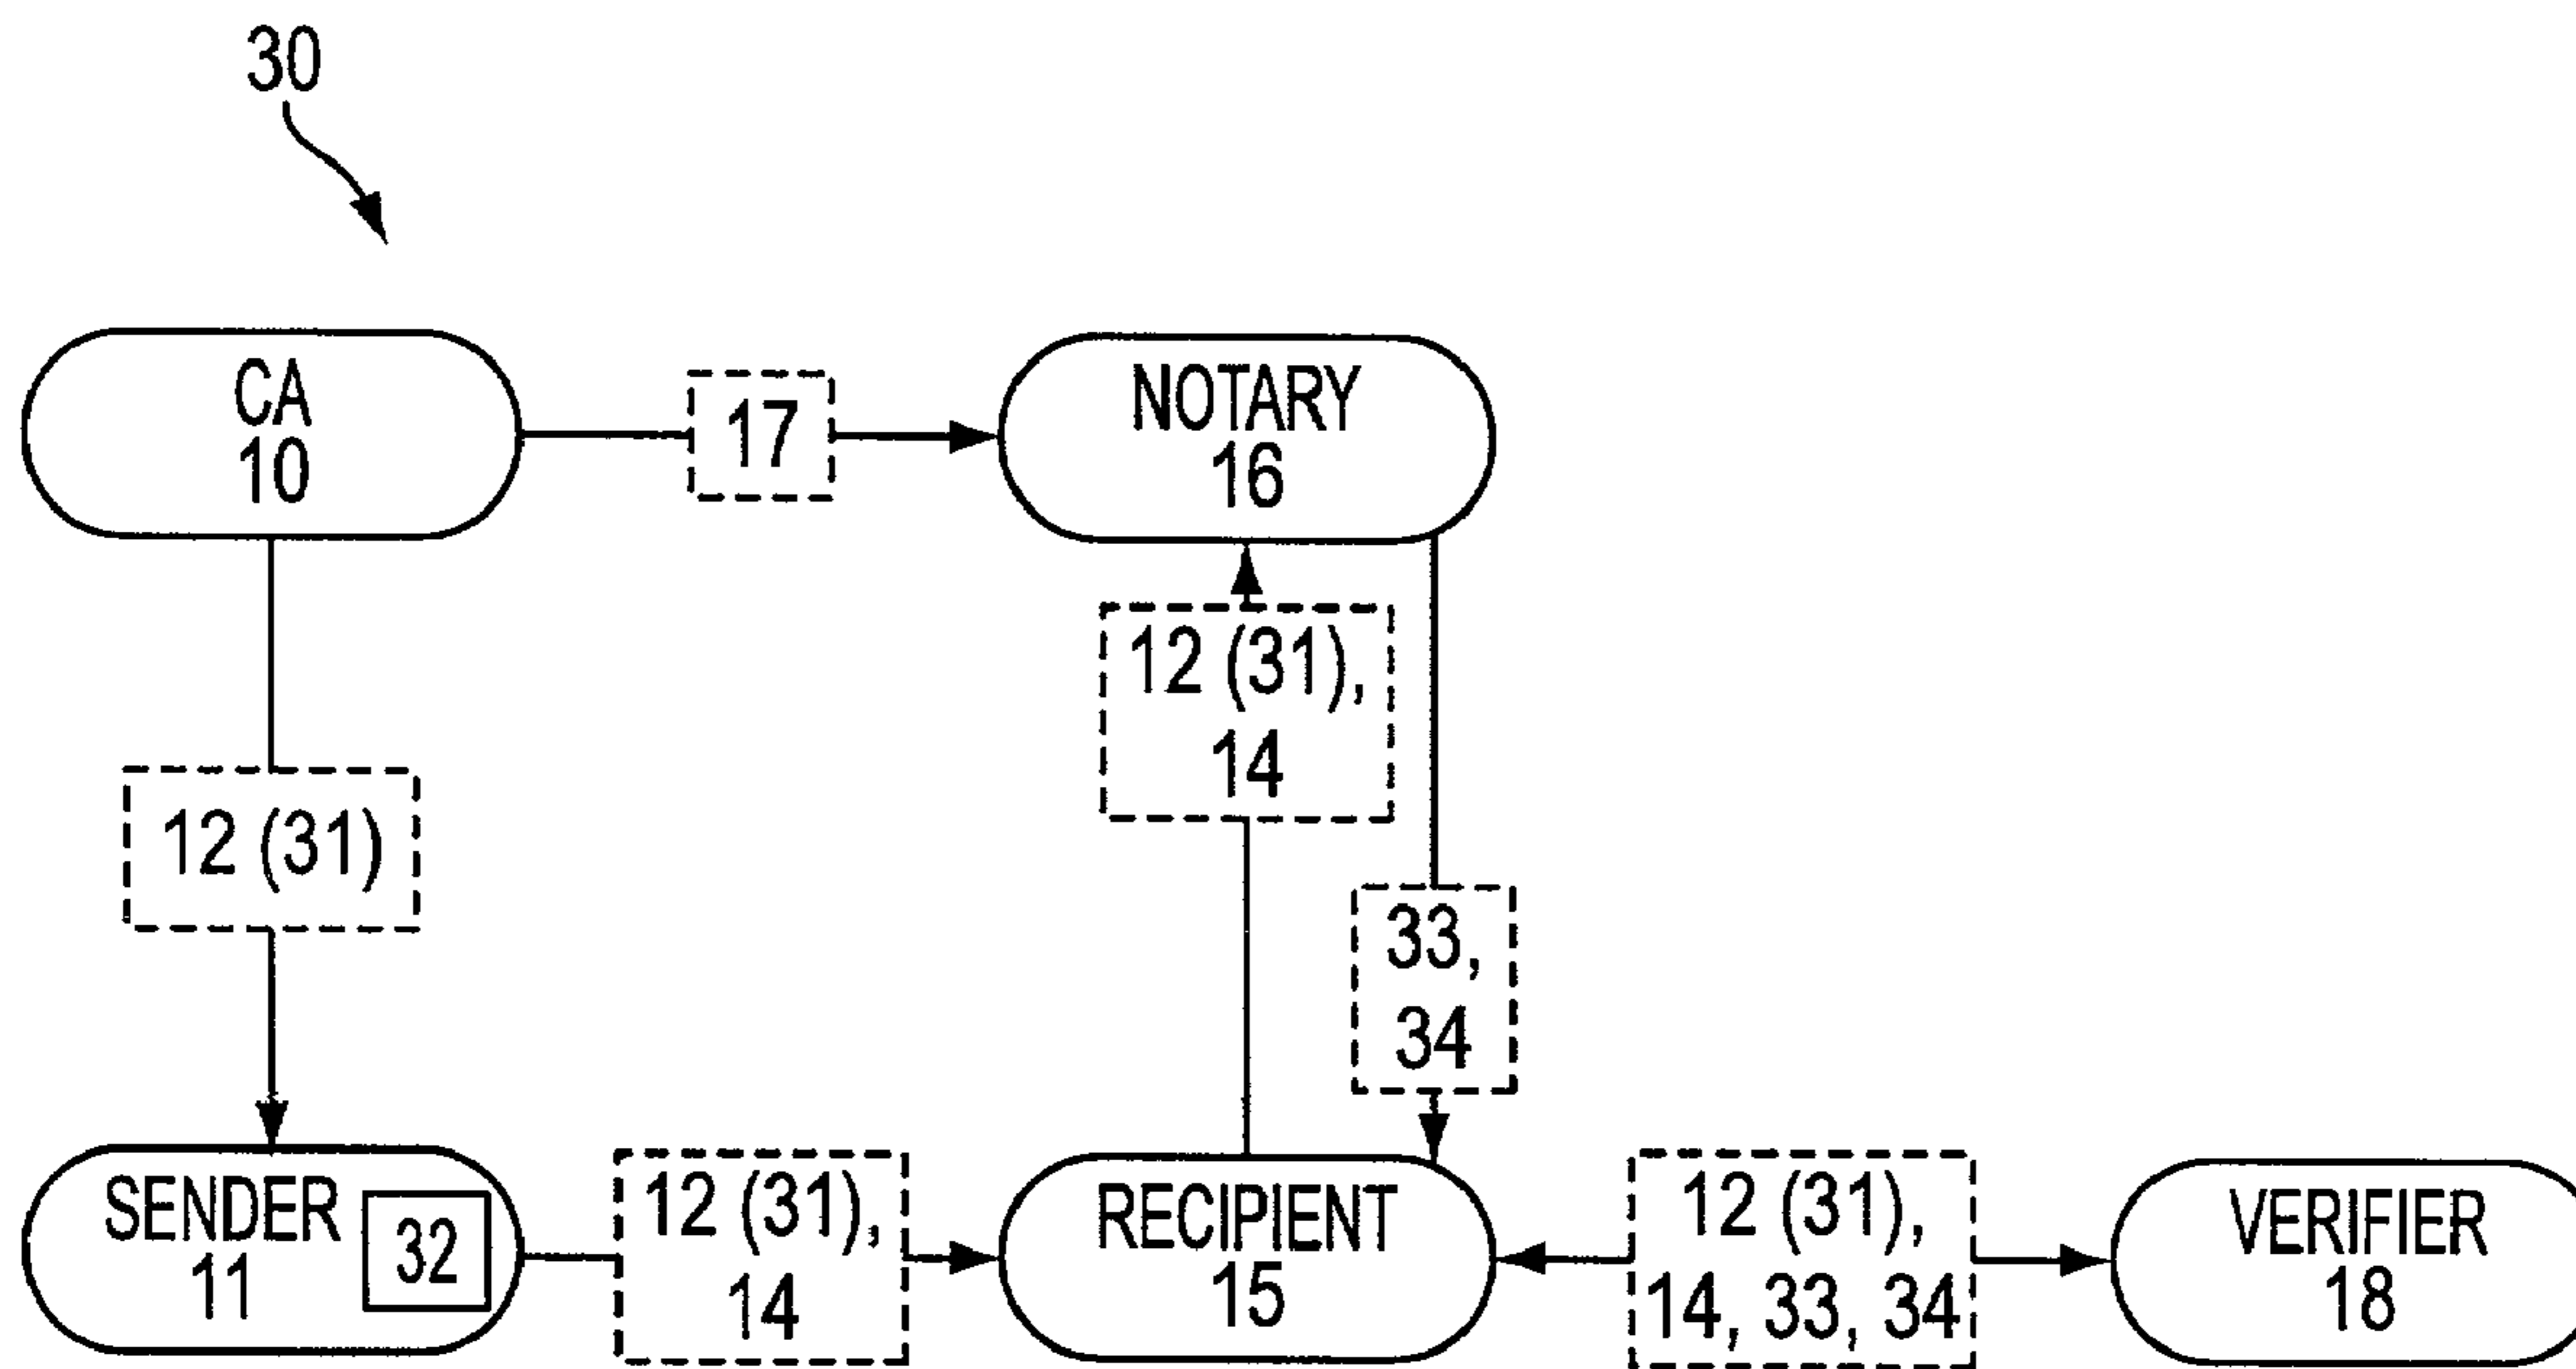 30
CA
10
17
NOTARY
16
12 (31),
14
12 (31)
33,
34
SENDER
11
32
12 (31),
14
RECIPIENT
15
12 (31),
14, 33, 34
VERIFIER
18